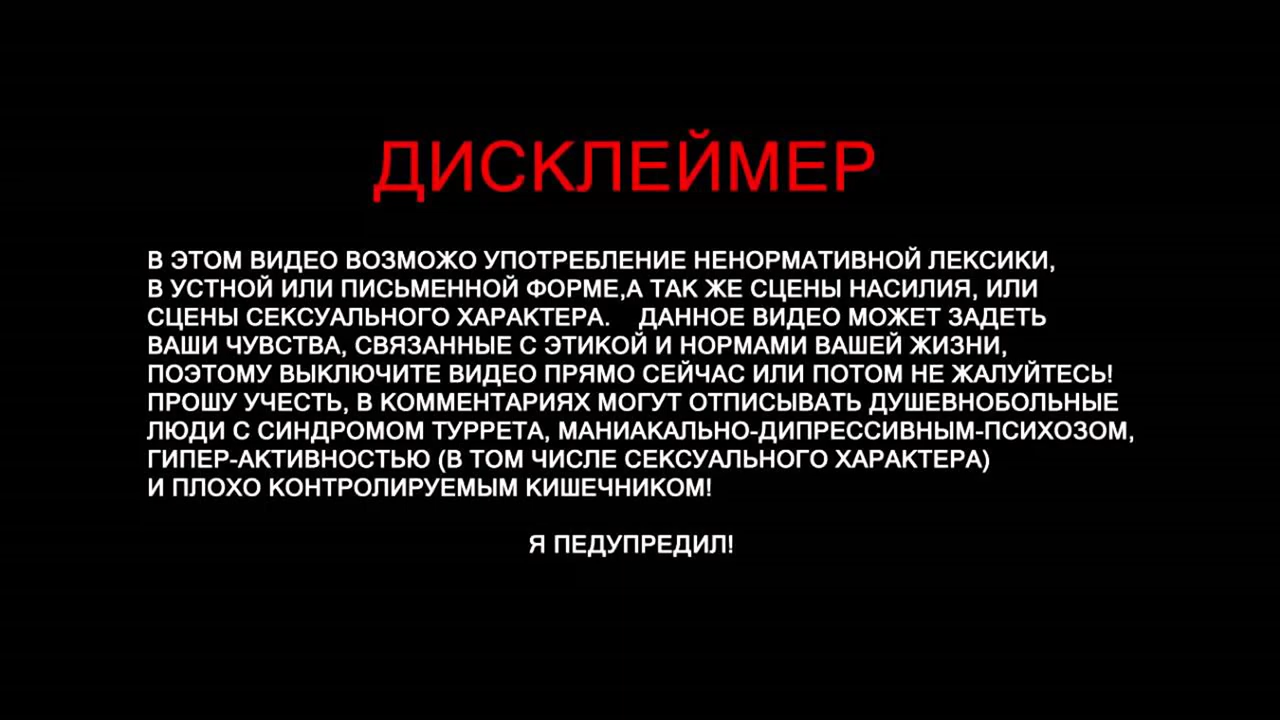 ДИСКЛЕЙМЕР
В ЭТОМ ВИДЕО ВОЗМОЖО УПОТРЕБЛЕНИЕ НЕНОРМАТИВНОЙ ЛЕКСИКИ,
В УСТНОЙ ИЛИ ПИСЬМЕННОЙ ФОРМЕ,А ТАК ЖЕ СЦЕНЫ НАСИЛИЯ, ИЛИ
СЦЕНЫ СЕКСУАЛЬНОГО ХАРАКТЕРА. ДАННОЕ ВИДЕО МОЖЕТ ЗАДЕТЬ
ВАШИ ЧУВСТВА, СВЯЗАННЫЕ С ЭТИКОЙ И НОРМАМИ ВАШЕЙ ЖИЗНИ,
ПОЭТОМУ ВЫКЛЮЧИТЕ ВИДЕО ПРЯМО СЕЙЧАС ИЛИ ПОТОМ НЕ ЖАЛУЙТЕСЬ!
ПРОШУ УЧЕСТЬ, В КОММЕНТАРИЯХ МОГУТ ОТПИСЫВАТЬ ДУШЕВНОБОЛЬНЫЕ
ЛЮДИ С СИНДРОМОМ ТУРРЕТА, МАНИАКАЛЬНО-ДИПРЕССИВНЫМ-ПСИХОЗОМ,
ГИПЕР-АКТИВНОСТЬЮ (В ТОМ ЧИСЛЕ СЕКСУАЛЬНОГО ХАРАКТЕРА)
И ПЛОХО КОНТРОЛИРУЕМЫМ КИШЕЧНИКОМ!
Я ПЕДУПРЕДИЛ!